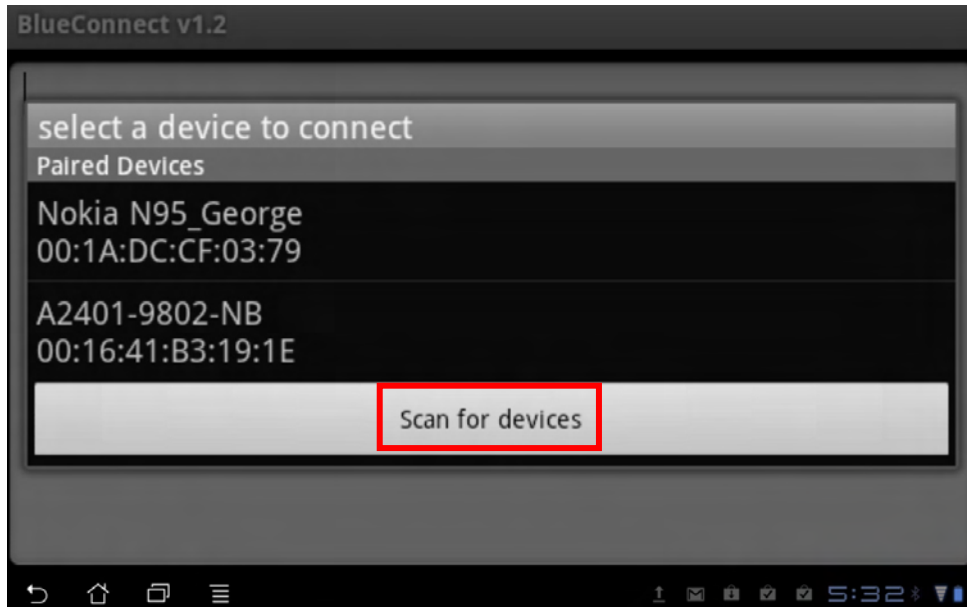 BlueConnect v1.2
select a device to connect
Paired Devices
Nokia N95_George
00:1A:DC:CF:03:79
A2401-9802-NB
00:16:41:B3:19:1E
Scan for devices
5:32